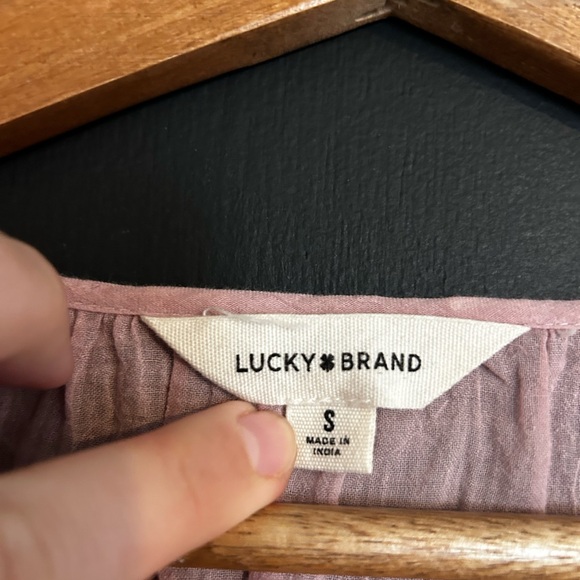 LUCKY BRAND
S
MADE IN
INDIA